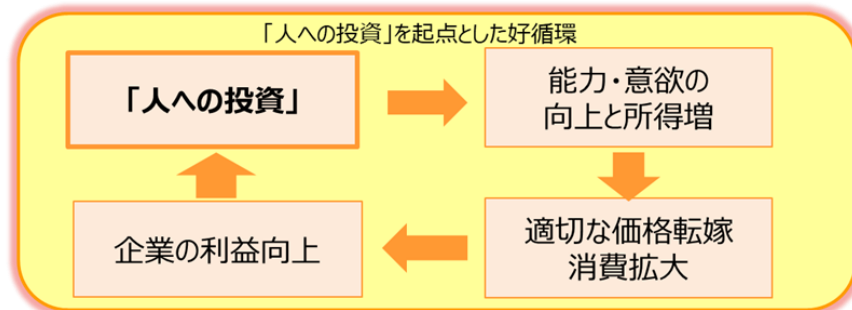 「人への投資」を起点とした好循環
「人への投資」
能力・意欲の
向上と所得増
適切な価格転嫁
消費拡大
企業の利益向上